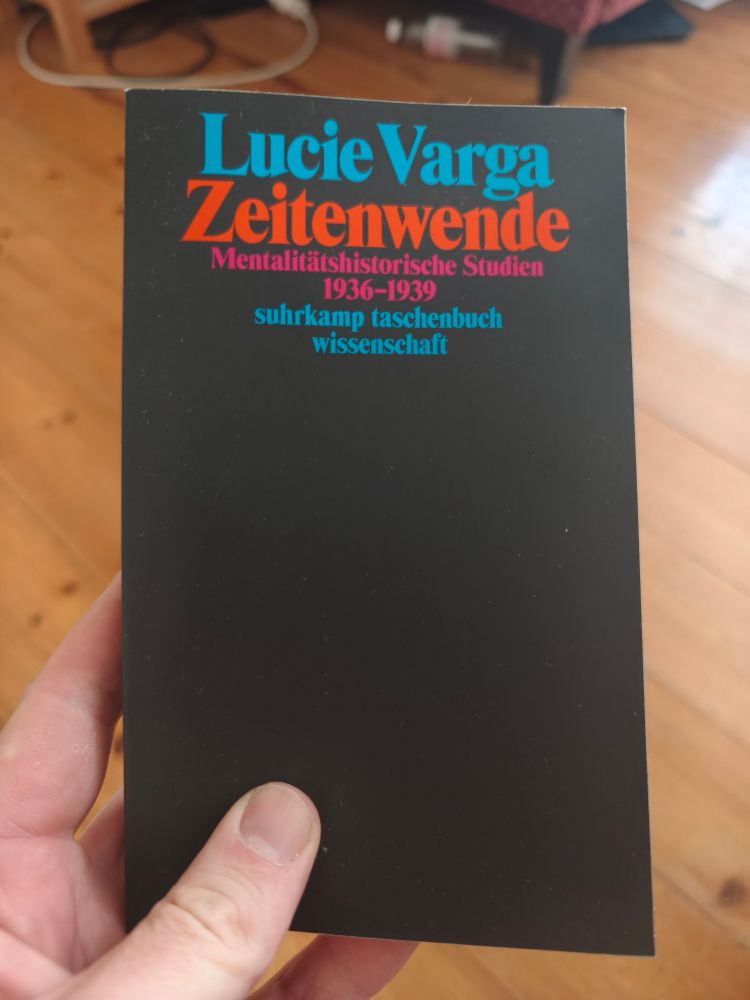 Lucie Varga
Zeitenwende
Mentalitätshistorische Studien
1936–1939
suhrkamp taschenbuch
wissenschaft